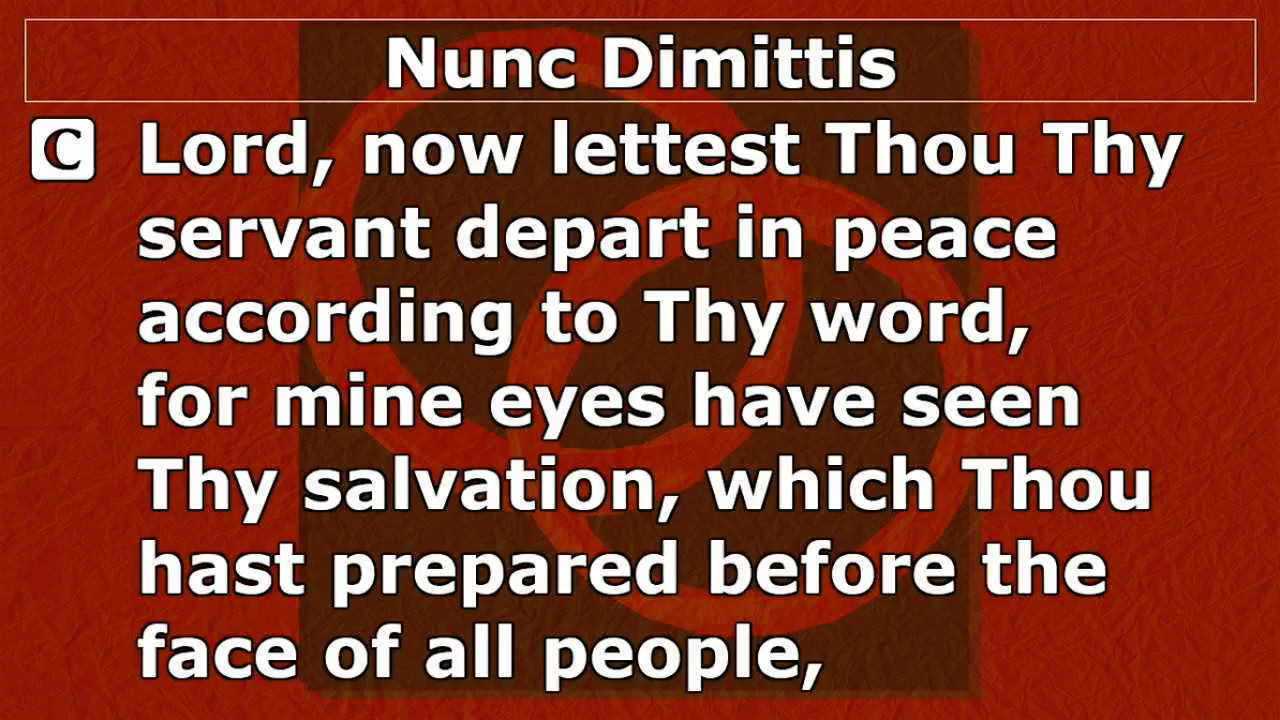 Nunc Dimittis
C Lord, now lettest Thou Thy
servant depart in peace
according to Thy word,
for mine eyes have seen
Thy salvation, which Thou
hast prepared before the
face of all people,